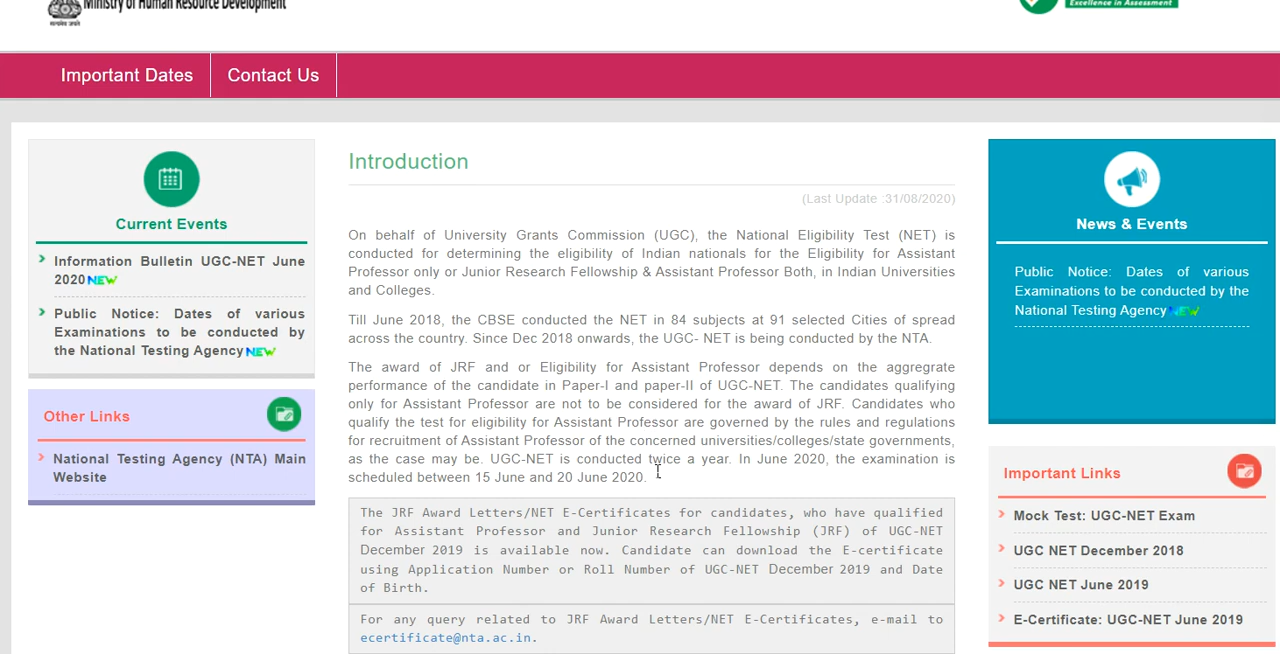 Ministry of Human Resource Development
Excellence in Assessment
Important Dates
Contact Us
Current Events
Information Bulletin UGC-NET June
2020 NEW
Public Notice: Dates of various
Examinations to be conducted by
the National Testing Agency NEW
Other Links
National Testing Agency (NTA) Main
Website
Introduction
(Last Update :31/08/2020)
On behalf of University Grants Commission (UGC), the National Eligibility Test (NET) is
conducted for determining the eligibility of Indian nationals for the Eligibility for Assistant
Professor only or Junior Research Fellowship & Assistant Professor Both, in Indian Universities
and Colleges.
Till June 2018, the CBSE conducted the NET in 84 subjects at 91 selected Cities of spread
across the country. Since Dec 2018 onwards, the UGC- NET is being conducted by the NTA.
The award of JRF and or Eligibility for Assistant Professor depends on the aggregrate
performance of the candidate in Paper-I and paper-II of UGC-NET. The candidates qualifying
only for Assistant Professor are not to be considered for the award of JRF. Candidates who
qualify the test for eligibility for Assistant Professor are governed by the rules and regulations
for recruitment of Assistant Professor of the concerned universities/colleges/state governments,
as the case may be. UGC-NET is conducted twice a year. In June 2020, the examination is
scheduled between 15 June and 20 June 2020.
The JRF Award Letters/NET E-Certificates for candidates, who have qualified
for Assistant Professor and Junior Research Fellowship (JRF) of UGC-NET
December 2019 is available now. Candidate can download the E-certificate
using Application Number or Roll Number of UGC-NET December 2019 and Date
of Birth.
For any query related to JRF Award Letters/NET E-Certificates, e-mail to
ecertificate@nta.ac.in.
News & Events
Public Notice: Dates of various
Examinations to be conducted by the
National Testing Agency NEW
Important Links
Mock Test: UGC-NET Exam
UGC NET December 2018
UGC NET June 2019
E-Certificate: UGC-NET June 2019